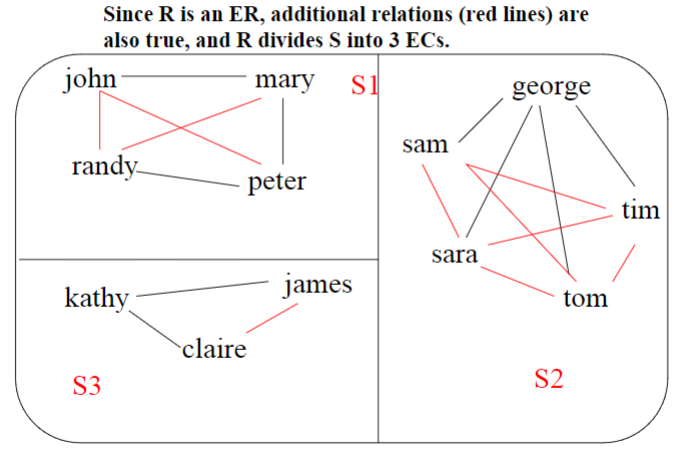 Since R is an ER, additional relations (red lines) are
also true, and R divides S into 3 ECs.
john mary S1
randy peter
george
sam
tim
sara
tom
S2
kathy james
claire
S3